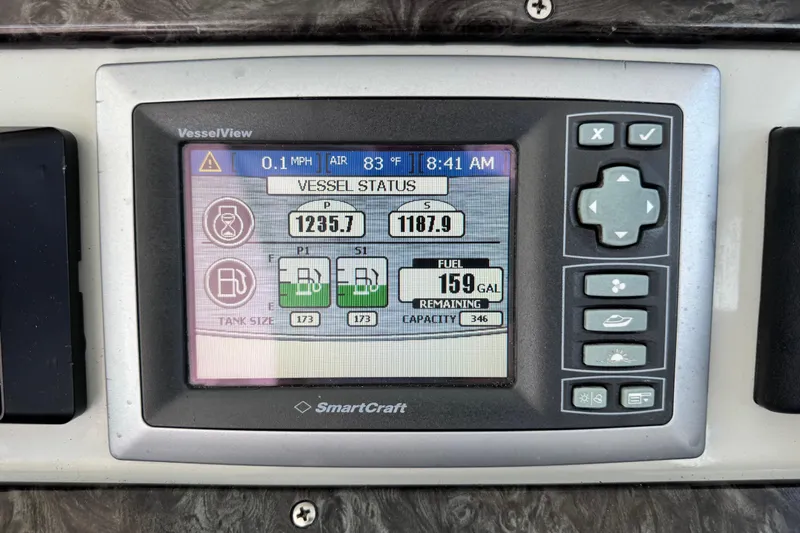 VesselView
0.1 MPH AIR 83 °F 8:41 AM
VESSEL STATUS
P S
1235.7 1187.9
P1 S1
F FUEL
159 GAL
E REMAINING
TANK SIZE 173 173 CAPACITY 346
SmartCraft